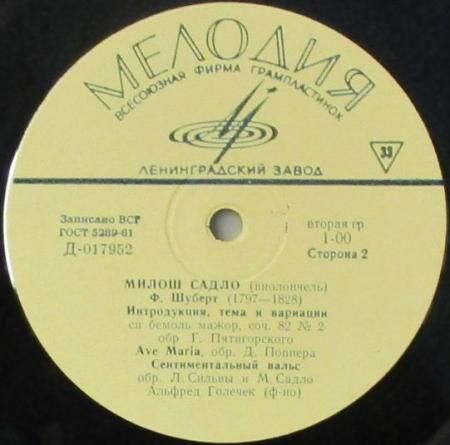 МЕЛОДИЯ
ВСЕСОЮЗНАЯ ФИРМА ГРАМПЛАСТИНОК
ЛЕНИНГРАДСКИЙ ЗАВОД
33
Записано ВСГ
ГОСТ 5289-61
Д-017952
вторая гр
1-00
Сторона 2
МИЛОШ САДЛО (виолончель)
Ф. Шуберт (1797—1828)
Интродукция, тема и вариации
си бемоль мажор, соч. 82 № 2
обр Г. Пятигорского
Ave Maria, обр. Д. Поппера
Сентиментальный вальс
обр. Л. Сильвы и М. Садло
Альфред Голечек (ф-но)